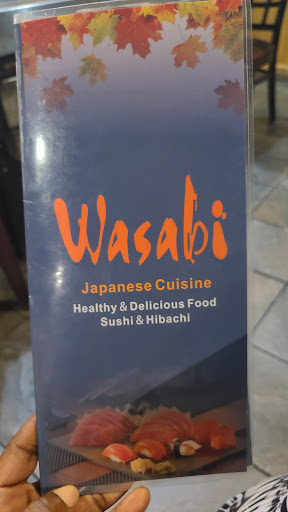 Wasabi
Japanese Cuisine
Healthy & Delicious Food
Sushi & Hibachi